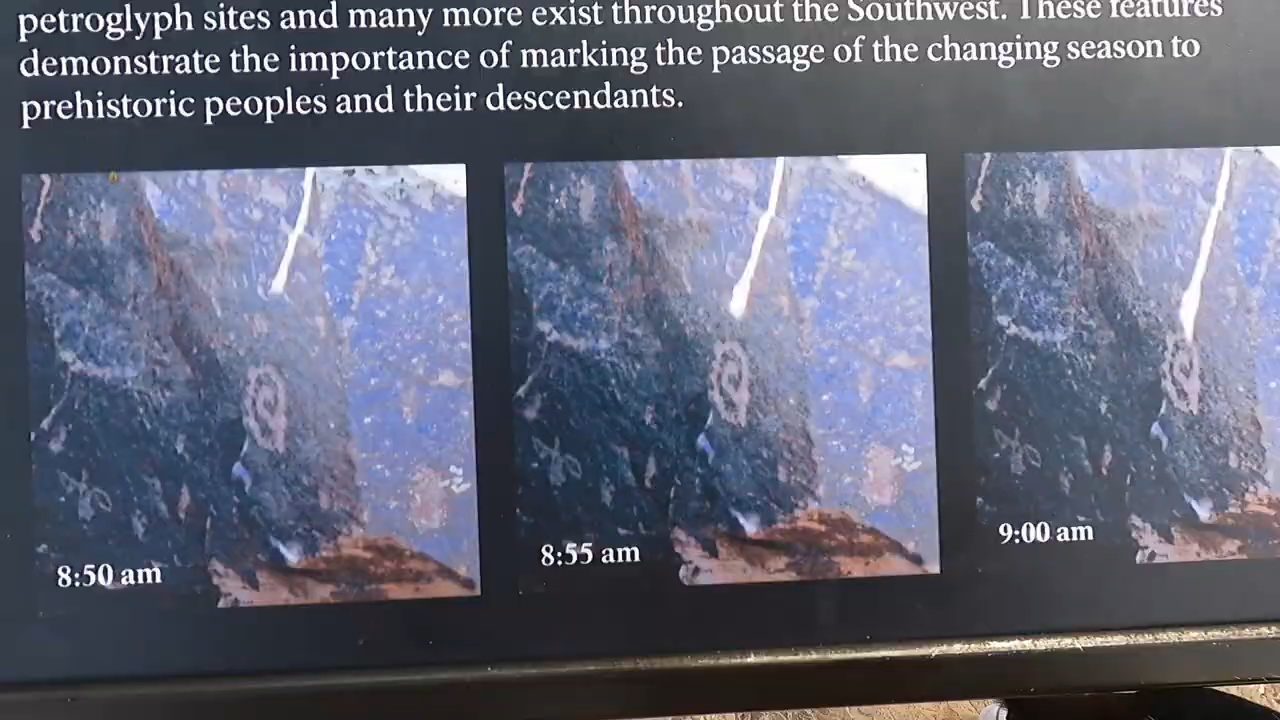 petroglyph sites and many more exist throughout the Southwest. These features
demonstrate the importance of marking the passage of the changing season to
prehistoric peoples and their descendants.
8:50 am
8:55 am
9:00 am